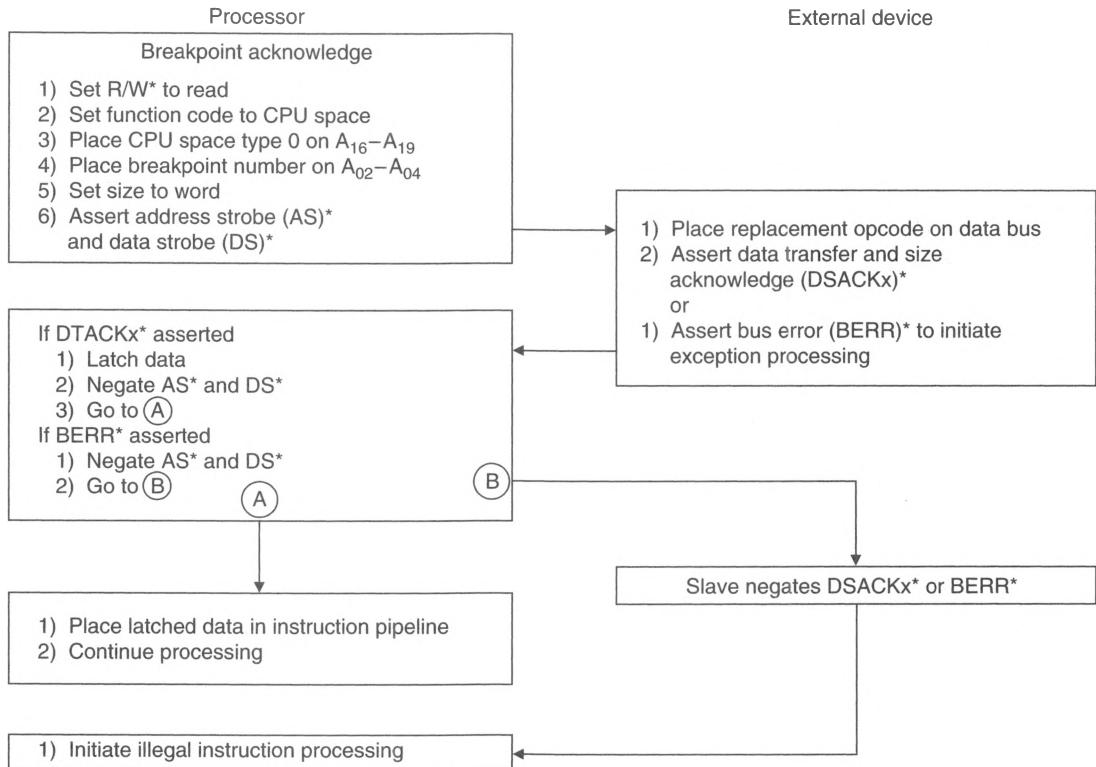 Processor
External device
Breakpoint acknowledge
1) Set R/W* to read
2) Set function code to CPU space
3) Place CPU space type 0 on A16–A19
4) Place breakpoint number on A02–A04
5) Set size to word
6) Assert address strobe (AS)*
and data strobe (DS)*
1) Place replacement opcode on data bus
2) Assert data transfer and size
acknowledge (DSACKx)*
or
1) Assert bus error (BERR)* to initiate
exception processing
If DTACKx* asserted
1) Latch data
2) Negate AS* and DS*
3) Go to A
If BERR* asserted
1) Negate AS* and DS*
2) Go to B
A
B
Slave negates DSACKx* or BERR*
1) Place latched data in instruction pipeline
2) Continue processing
1) Initiate illegal instruction processing